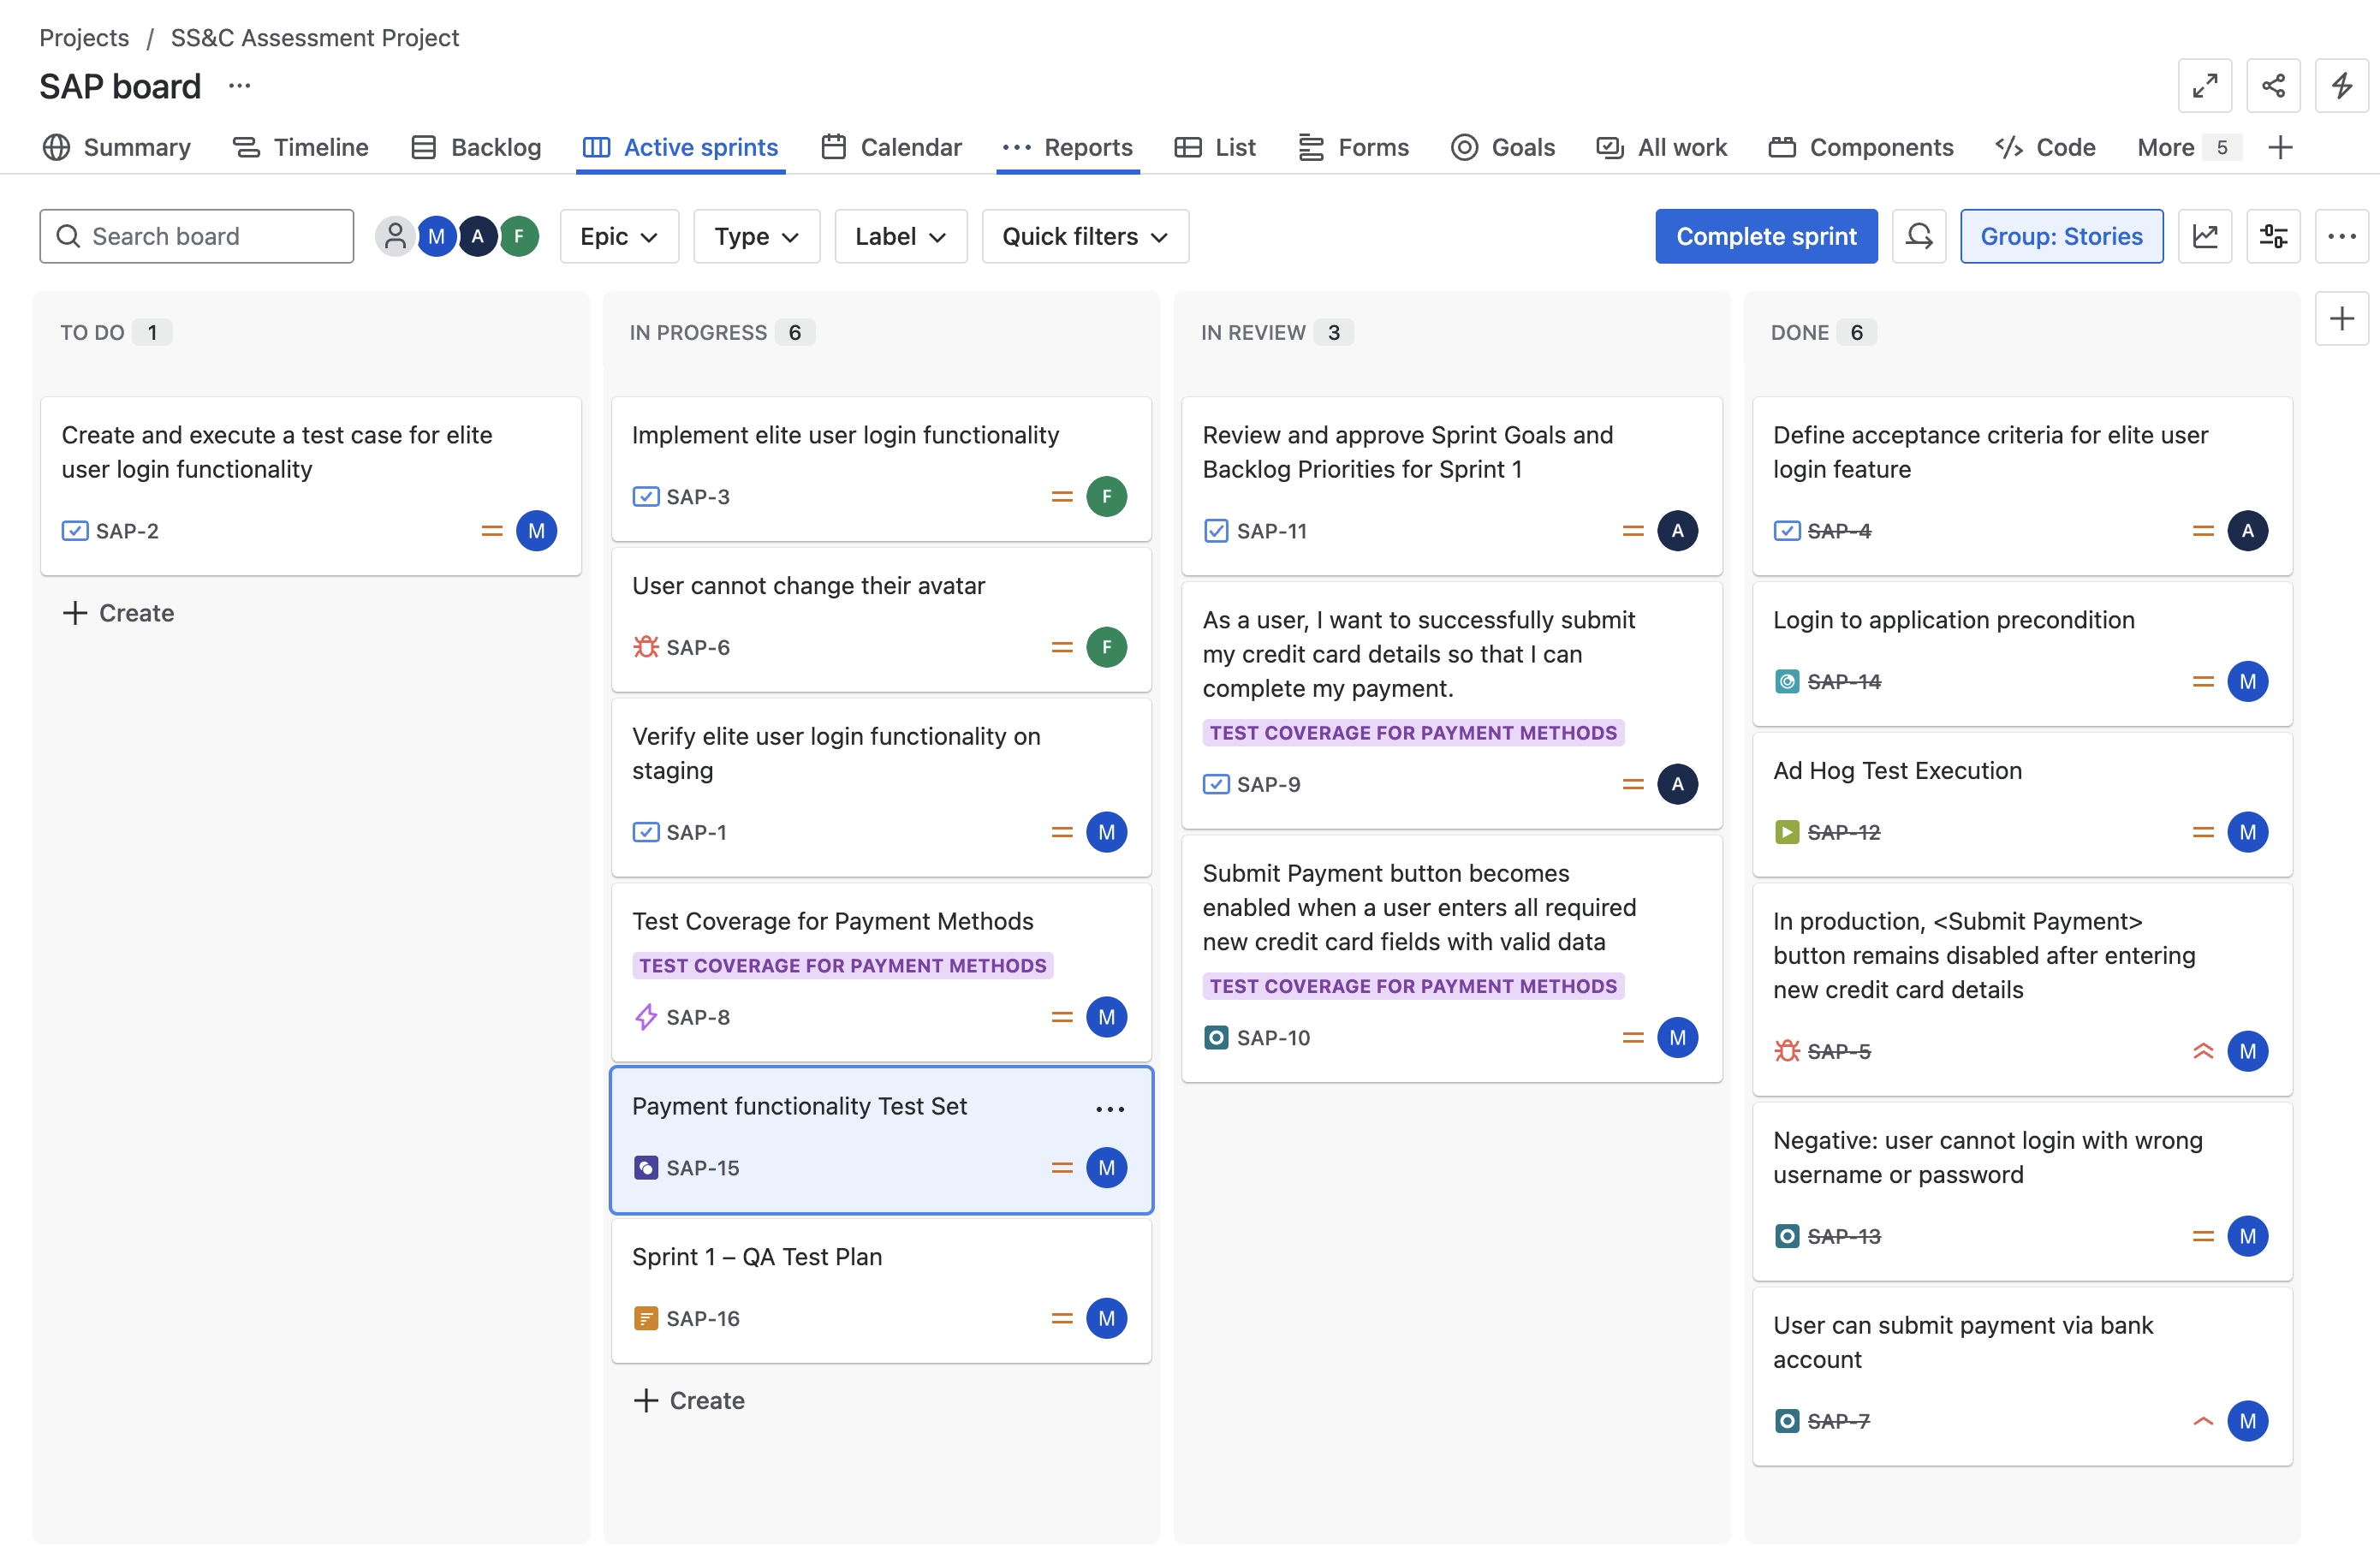 Projects / SS&C Assessment Project
SAP board
Summary Timeline Backlog Active sprints Calendar Reports List Forms Goals All work Components Code More 5
Search board M A F Epic Type Label Quick filters Complete sprint Group: Stories
TO DO 1
Create and execute a test case for elite
user login functionality
SAP-2 M
Create
IN PROGRESS 6
Implement elite user login functionality
SAP-3 F
User cannot change their avatar
SAP-6 F
Verify elite user login functionality on
staging
SAP-1 M
Test Coverage for Payment Methods
TEST COVERAGE FOR PAYMENT METHODS
SAP-8 M
Payment functionality Test Set
SAP-15 M
Sprint 1 – QA Test Plan
SAP-16 M
Create
IN REVIEW 3
Review and approve Sprint Goals and
Backlog Priorities for Sprint 1
SAP-11 A
As a user, I want to successfully submit
my credit card details so that I can
complete my payment.
TEST COVERAGE FOR PAYMENT METHODS
SAP-9 A
Submit Payment button becomes
enabled when a user enters all required
new credit card fields with valid data
TEST COVERAGE FOR PAYMENT METHODS
SAP-10 M
DONE 6
Define acceptance criteria for elite user
login feature
SAP-4 A
Login to application precondition
SAP-14 M
Ad Hog Test Execution
SAP-12 M
In production, <Submit Payment>
button remains disabled after entering
new credit card details
SAP-5 M
Negative: user cannot login with wrong
username or password
SAP-13 M
User can submit payment via bank
account
SAP-7 M